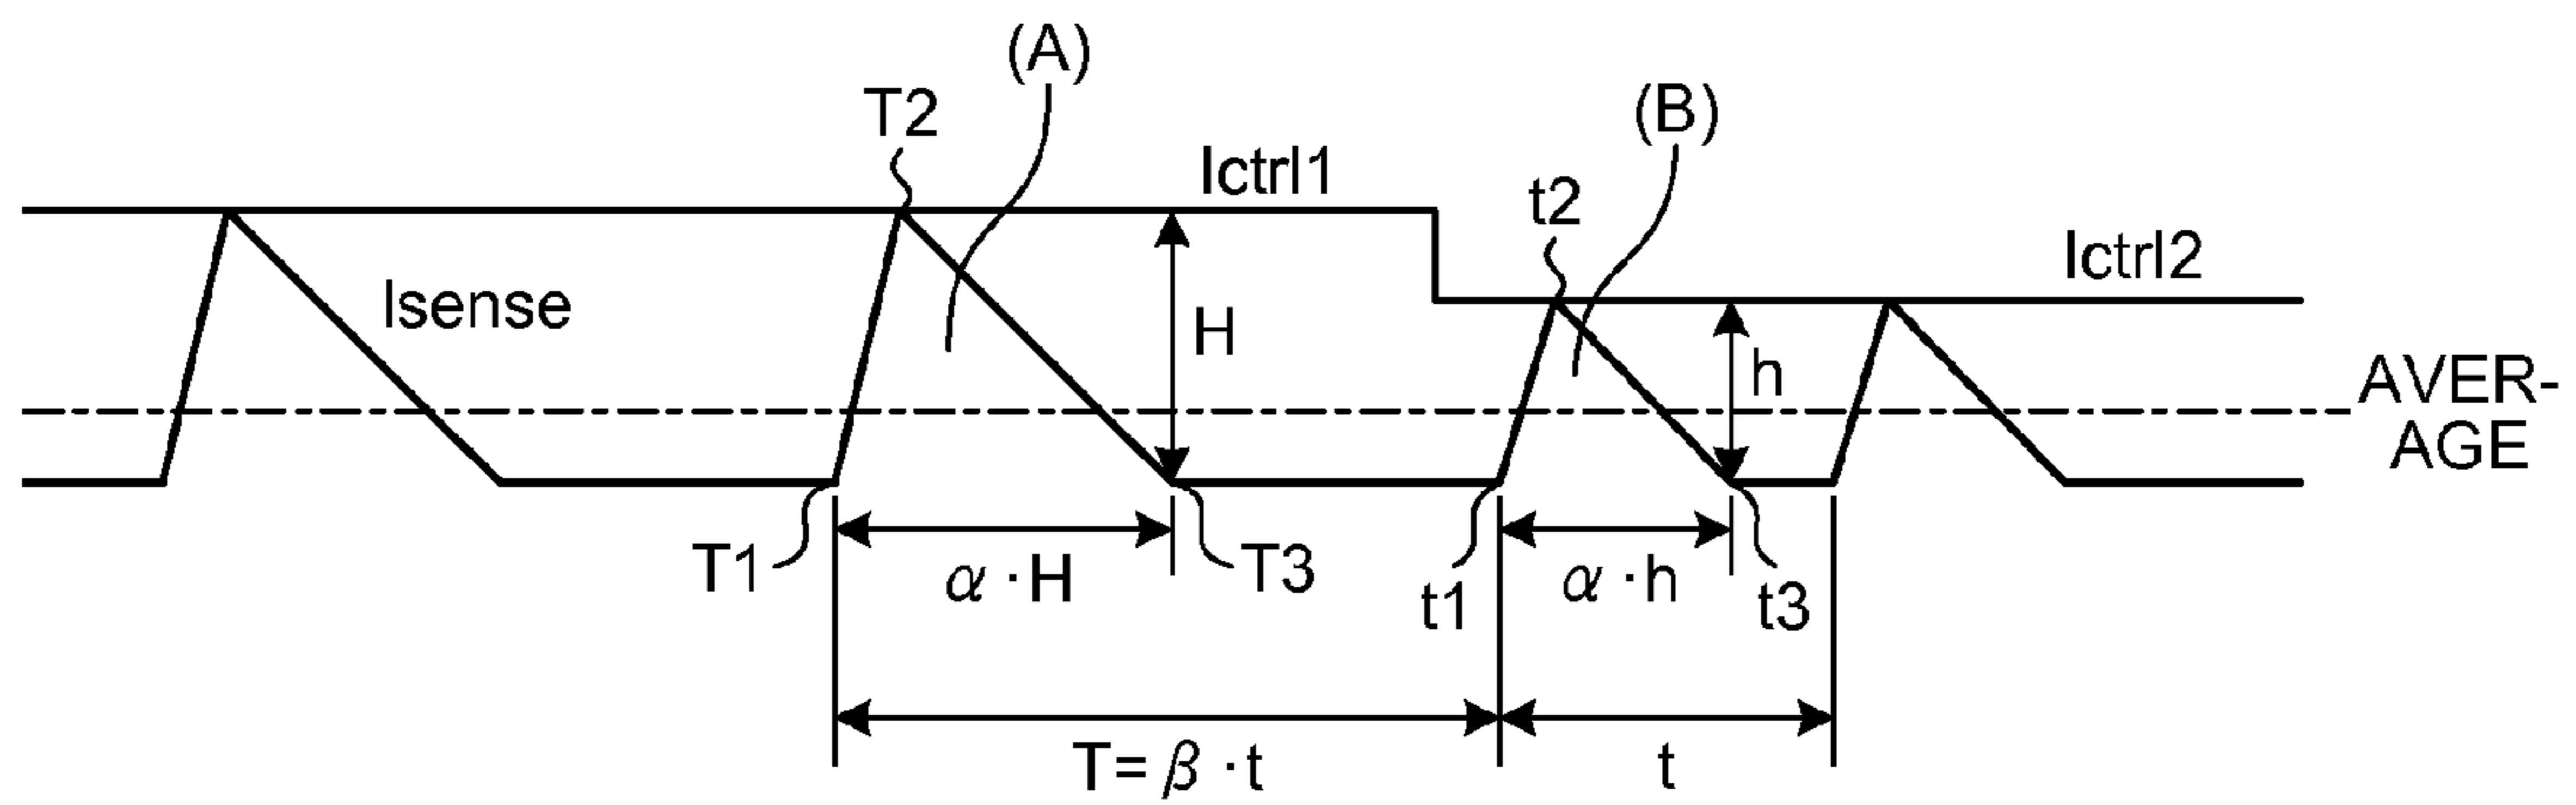 (A)
T2
(B)
Ictrl1
t2
Ictrl2
Isense
H
h
AVER-
AGE
T1
α·H
T3
t1
α·h
t3
T=β·t
t